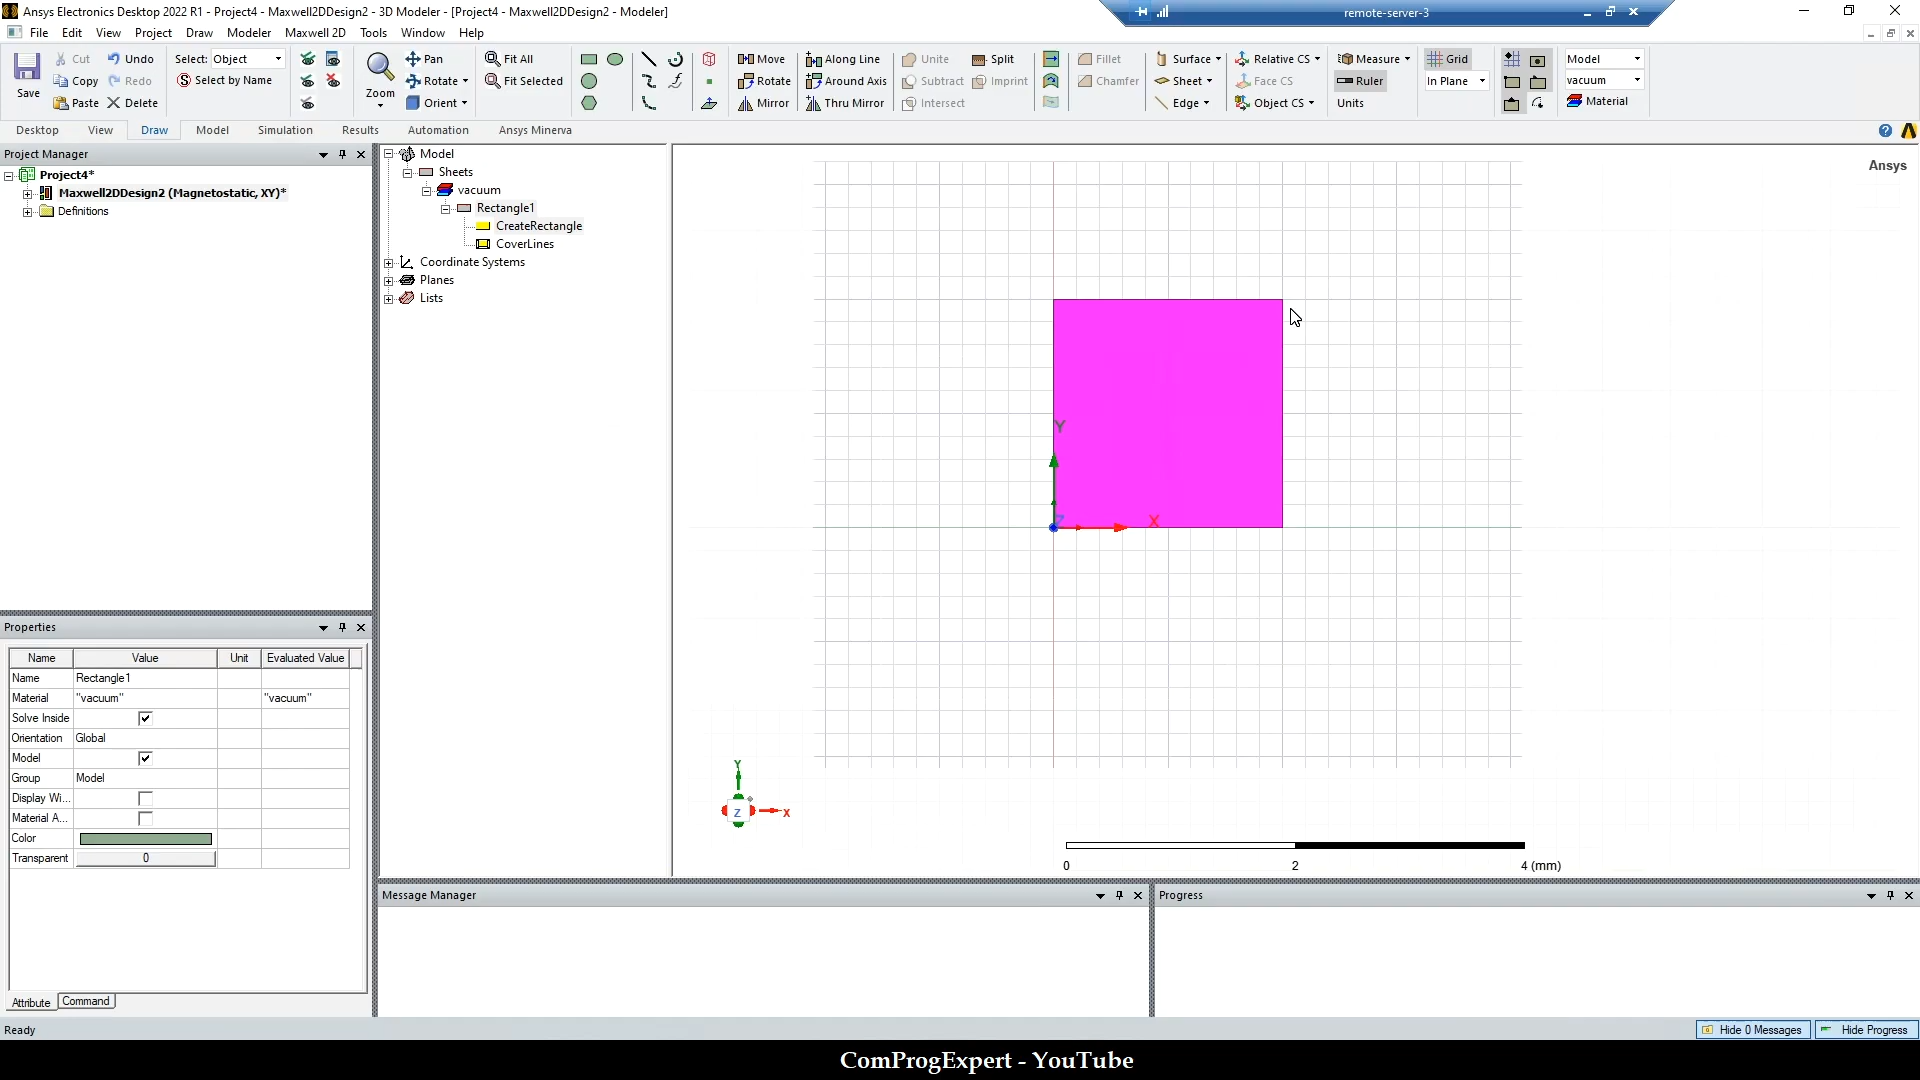 Ansys Electronics Desktop 2022 R1 - Project4 - Maxwell2DDesign2 - 3D Modeler - [Project4 - Maxwell2DDesign2 - Modeler]
remote-server-3
File Edit View Project Draw Modeler Maxwell 2D Tools Window Help
Save
Cut Undo
Copy Redo
Paste Delete
Select: Object
Select by Name
Zoom
Pan
Rotate
Orient
Fit All
Fit Selected
Move Along Line
Rotate Around Axis
Mirror Thru Mirror
Unite Split
Subtract Imprint
Intersect
Fillet
Chamfer
Surface
Sheet
Edge
Relative CS
Face CS
Object CS
Measure
Ruler
Units
Grid
In Plane
Model
vacuum
Material
Desktop View Draw Model Simulation Results Automation Ansys Minerva
Project Manager
Project4*
Maxwell2DDesign2 (Magnetostatic, XY)*
Definitions
Model
Sheets
vacuum
Rectangle1
CreateRectangle
CoverLines
Coordinate Systems
Planes
Lists
Ansys
Y
Z
X
Y
Z
X
0 2 4 (mm)
Properties
Name Value Unit Evaluated Value
Name Rectangle1
Material "vacuum" "vacuum"
Solve Inside
Orientation Global
Model
Group Model
Display Wi...
Material A...
Color
Transparent 0
Attribute Command
Message Manager
Progress
Ready
Hide 0 Messages Hide Progress
ComProgExpert - YouTube